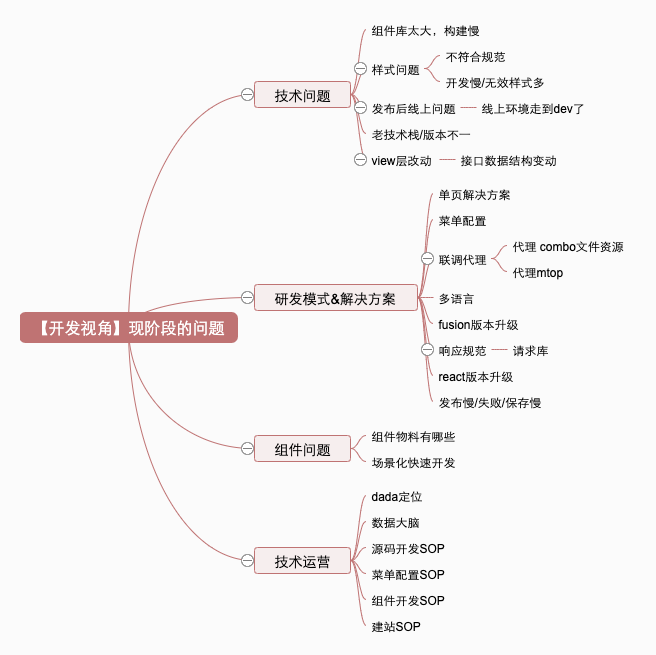 【开发视角】现阶段的问题
技术问题
组件库太大，构建慢
样式问题
不符合规范
开发慢/无效样式多
发布后线上问题
线上环境走到dev了
老技术栈/版本不一
view层改动
接口数据结构变动
研发模式&解决方案
单页解决方案
菜单配置
联调代理
代理 combo文件资源
代理mtop
多语言
fusion版本升级
响应规范
请求库
react版本升级
发布慢/失败/保存慢
组件问题
组件物料有哪些
场景化快速开发
技术运营
dada定位
数据大脑
源码开发SOP
菜单配置SOP
组件开发SOP
建站SOP